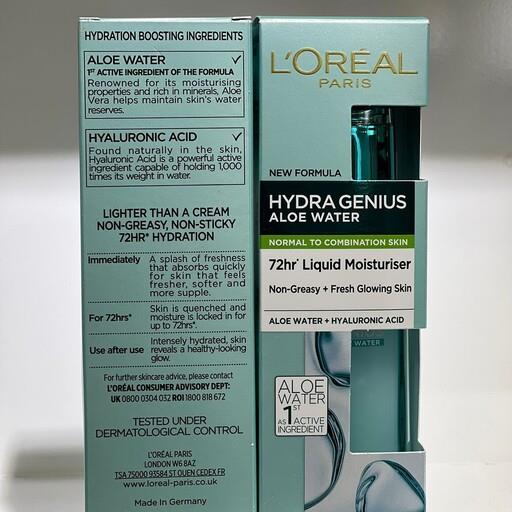 HYDRATION BOOSTING INGREDIENTS
ALOE WATER
1ST ACTIVE INGREDIENT OF THE FORMULA
Renowned for its moisturising
properties and rich in minerals, Aloe
Vera helps maintain skin's water
reserves.
HYALURONIC ACID
Found naturally in the skin,
Hyaluronic Acid is a powerful active
ingredient capable of holding 1,000
times its weight in water.
LIGHTER THAN A CREAM
NON-GREASY, NON-STICKY
72HR* HYDRATION
Immediately A splash of freshness
that absorbs quickly
for skin that feels
fresher, softer and
more supple.
For 72hrs* Skin is quenched and
moisture is locked in for
up to 72hrs*.
Use after use Intensely hydrated, skin
reveals a healthy-looking
glow.
For further skincare advice, please contact
L'ORÉAL CONSUMER ADVISORY DEPT:
UK 0800 0304 032 ROI 1800 818 672
TESTED UNDER
DERMATOLOGICAL CONTROL
L'ORÉAL PARIS
LONDON W6 8AZ
TSA 75000 93584 ST OUEN CEDEX.FR
www.loreal-paris.co.uk
Made in Germany
L'ORÉAL
PARIS
NEW FORMULA
HYDRA GENIUS
ALOE WATER
NORMAL TO COMBINATION SKIN
72hr* Liquid Moisturiser
Non-Greasy + Fresh Glowing Skin
ALOE WATER + HYALURONIC ACID
WATER
ALOE
WATER
AS 1ST ACTIVE
INGREDIENT